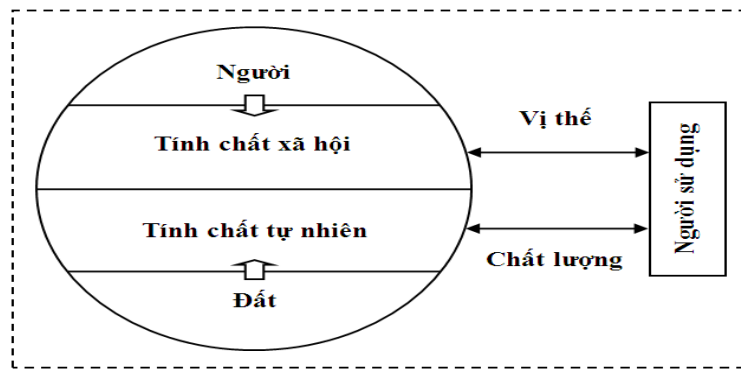 Người
Tính chất xã hội
Vị thế
Tính chất tự nhiên
Chất lượng
Đất
Người sử dụng